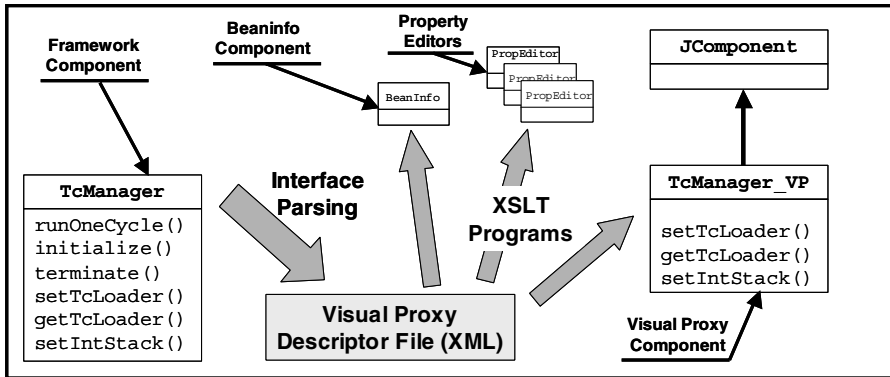 Framework
Component
Beaninfo
Component
Property
Editors
PropEditor
PropEditor
PropEditor
BeanInfo
JComponent
TcManager
runOneCycle()
initialize()
terminate()
setTcLoader()
getTcLoader()
setIntStack()
Interface
Parsing
XSLT
Programs
TcManager_VP
setTcLoader()
getTcLoader()
setIntStack()
Visual Proxy
Descriptor File (XML)
Visual Proxy
Component